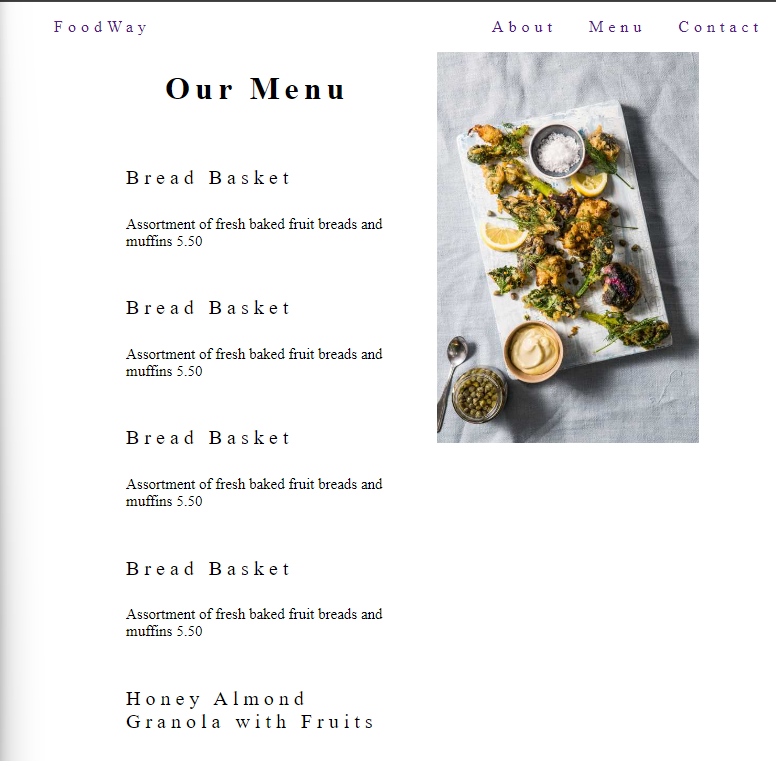 FoodWay
About Menu Contact
Our Menu
Bread Basket
Assortment of fresh baked fruit breads and
muffins 5.50
Bread Basket
Assortment of fresh baked fruit breads and
muffins 5.50
Bread Basket
Assortment of fresh baked fruit breads and
muffins 5.50
Bread Basket
Assortment of fresh baked fruit breads and
muffins 5.50
Honey Almond
Granola with Fruits